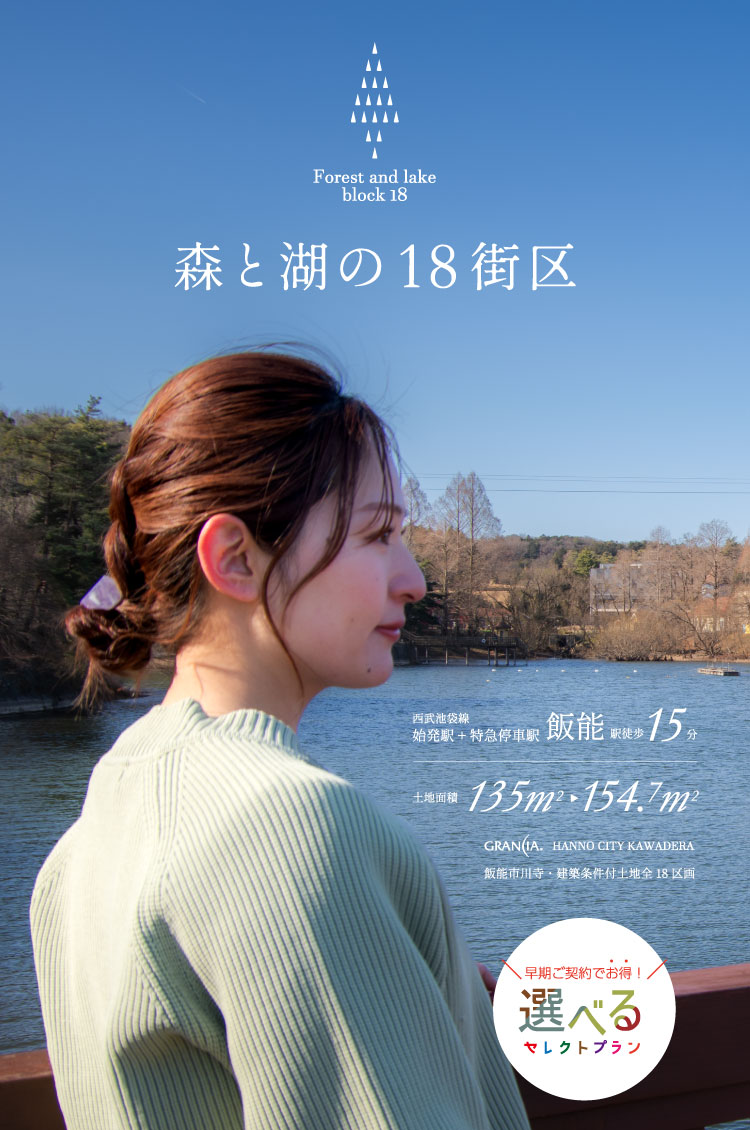 Forest and lake
block 18
森と湖の18街区
西武池袋線
始発駅+特急停車駅 飯能 駅徒歩 15分
土地面積 135m² ▸ 154.7m²
GRANCIA. HANNO CITY KAWADERA
飯能市川寺・建築条件付土地全18区画
＼早期ご契約でお得！／
選べる
セレクトプラン